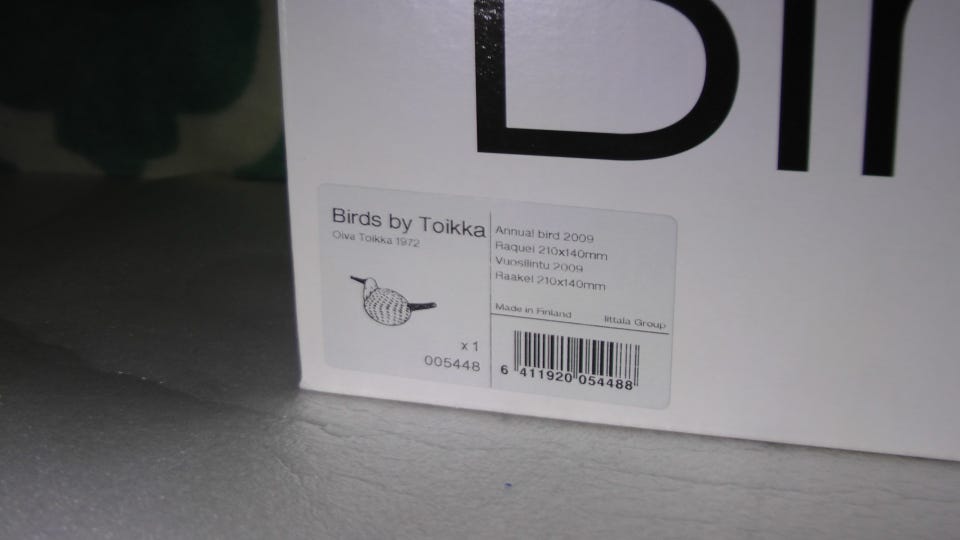 Bir
Birds by Toikka
Oiva Toikka 1972
x 1
005448
Annual bird 2009
Raquel 210x140mm
Vuosilintu 2009
Raakel 210x140mm
Made in Finland
Iittala Group
6 411920 054488